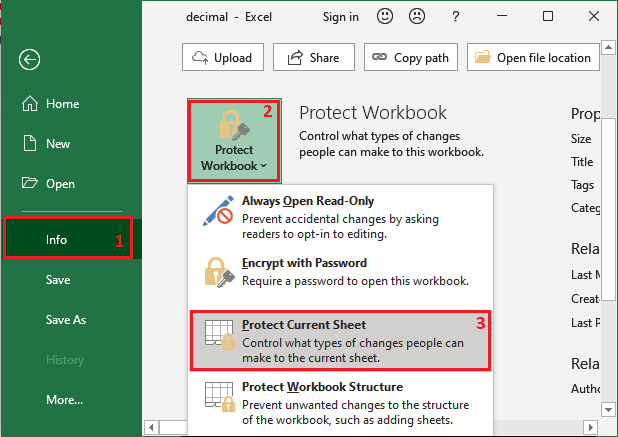 decimal - Excel Sign in ?
Upload Share Copy path Open file location
Home
New
Open
Info 1
Save
Save As
History
More...
Protect Workbook 2
Protect Workbook
Control what types of changes
people can make to this workbook.
Always Open Read-Only
Prevent accidental changes by asking
readers to opt-in to editing.
Encrypt with Password
Require a password to open this workbook.
Protect Current Sheet 3
Control what types of changes people can
make to the current sheet.
Protect Workbook Structure
Prevent unwanted changes to the structure
of the workbook, such as adding sheets.
Prop
Size
Title
Tags
Categ
Rela
Last M
Create
Last P
Rela
Autho